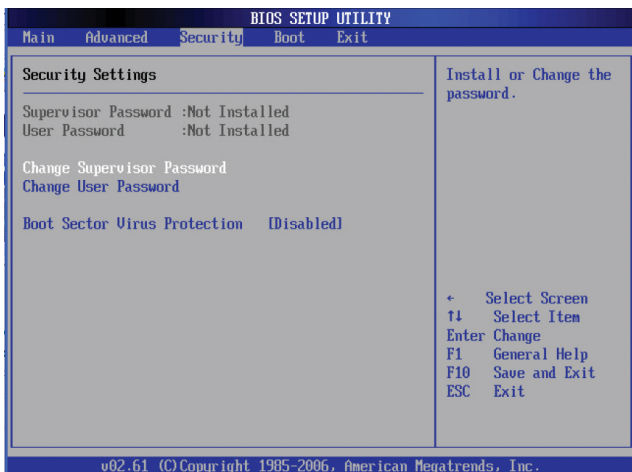 BIOS SETUP UTILITY
Main Advanced Security Boot Exit
Security Settings
Supervisor Password :Not Installed
User Password :Not Installed
Change Supervisor Password
Change User Password
Boot Sector Virus Protection [Disabled]
Install or Change the
password.
← Select Screen
↑↓ Select Item
Enter Change
F1 General Help
F10 Save and Exit
ESC Exit
v02.61 (C)Copyright 1985-2006, American Megatrends, Inc.